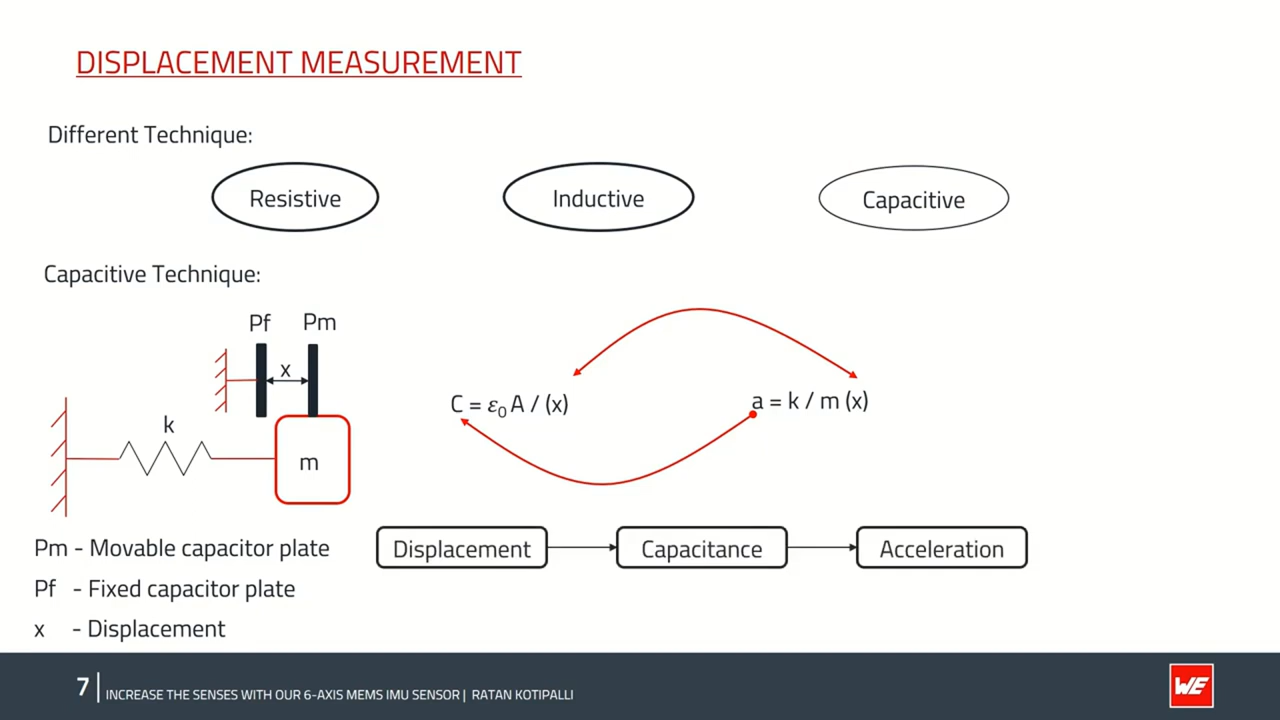 DISPLACEMENT MEASUREMENT
Different Technique:
Resistive
Inductive
Capacitive
Capacitive Technique:
Pf Pm
x
k
m
C = ε₀ A / (x)
a = k / m (x)
Pm - Movable capacitor plate
Pf - Fixed capacitor plate
x - Displacement
Displacement
Capacitance
Acceleration
7 INCREASE THE SENSES WITH OUR 6-AXIS MEMS IMU SENSOR | RATAN KOTIPALLI
WE